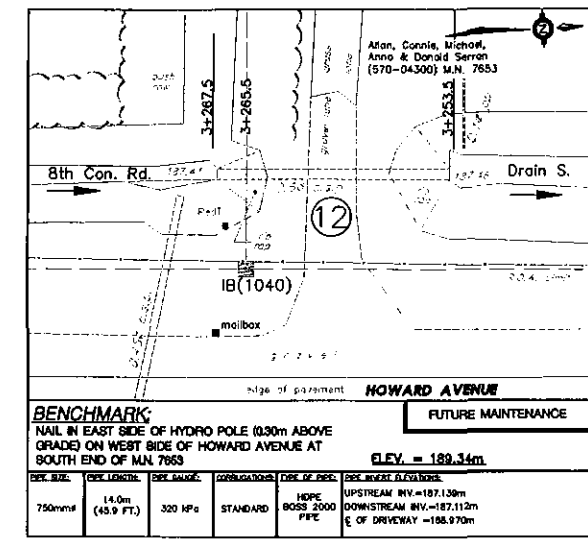 Allan, Connie, Michael,
Anna & Donald Serran
(570-04300) M.N. 7653
3+267.5
3+265.5
3+253.5
8th Con. Rd.
Drain S.
187.41
12
IB(1040)
mailbox
gravel
edge of pavement
HOWARD AVENUE
BENCHMARK:
NAIL IN EAST SIDE OF HYDRO POLE (0.30m ABOVE
GRADE) ON WEST SIDE OF HOWARD AVENUE AT
SOUTH END OF M.N. 7653
ELEV. = 189.34m
FUTURE MAINTENANCE
PIPE SIZE:
750mmø
PIPE LENGTH:
14.0m
(45.9 FT.)
PIPE GAUGE:
320 kPa
CORRUGATIONS:
STANDARD
TYPE OF PIPE:
HDPE
BOSS 2000
PIPE
PIPE INVERT ELEVATIONS:
UPSTREAM INV.=187.139m
DOWNSTREAM INV.=187.112m
℄ OF DRIVEWAY =188.970m